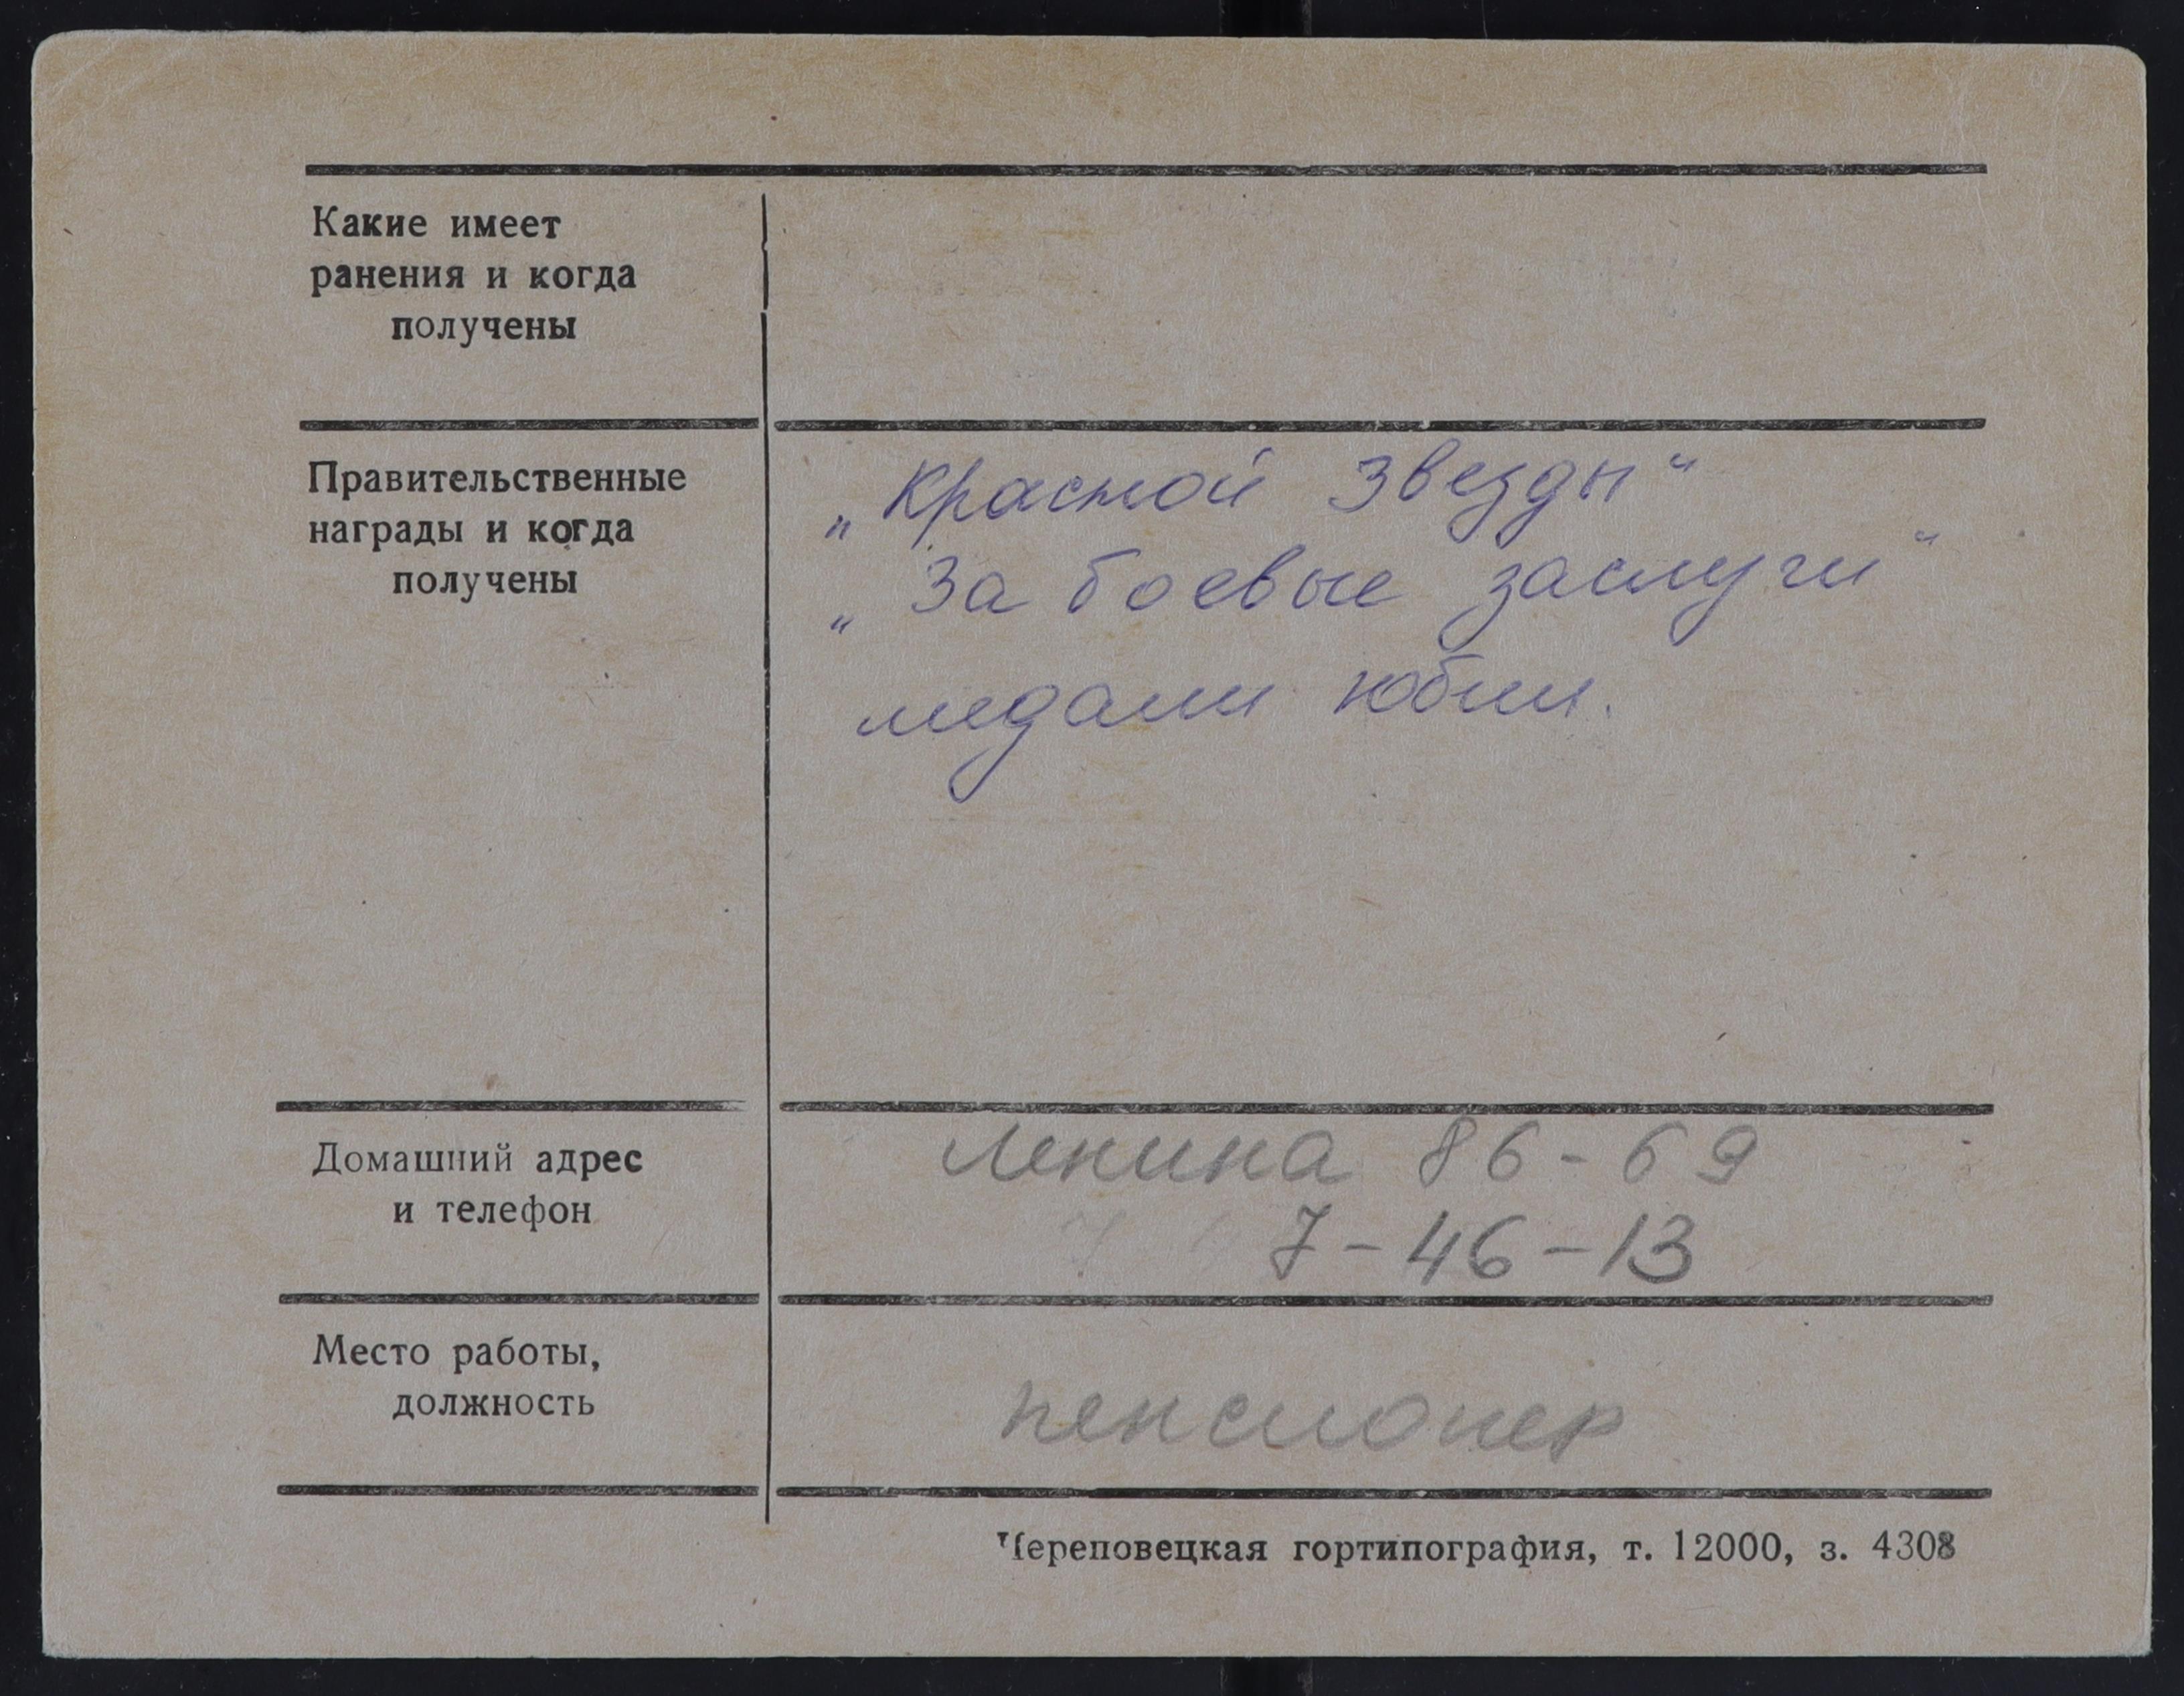 Какие имеет
ранения и когда
получены
Правительственные
награды и когда
получены
„Красной Звезды“
„За боевые заслуги“
медали юбил.
Домашний адрес
и телефон
Ленина 86-69
7-46-13
Место работы,
должность
пенсионер
Череповецкая гортипография, т. 12000, з. 4308